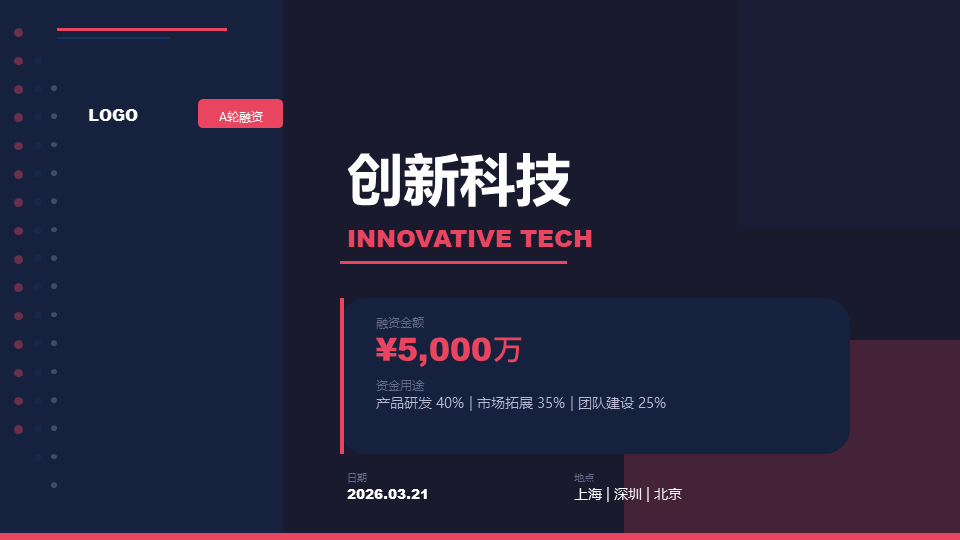 LOGO
A轮融资
创新科技
INNOVATIVE TECH
融资金额
¥5,000万
资金用途
产品研发 40% | 市场拓展 35% | 团队建设 25%
日期
2026.03.21
地点
上海 | 深圳 | 北京